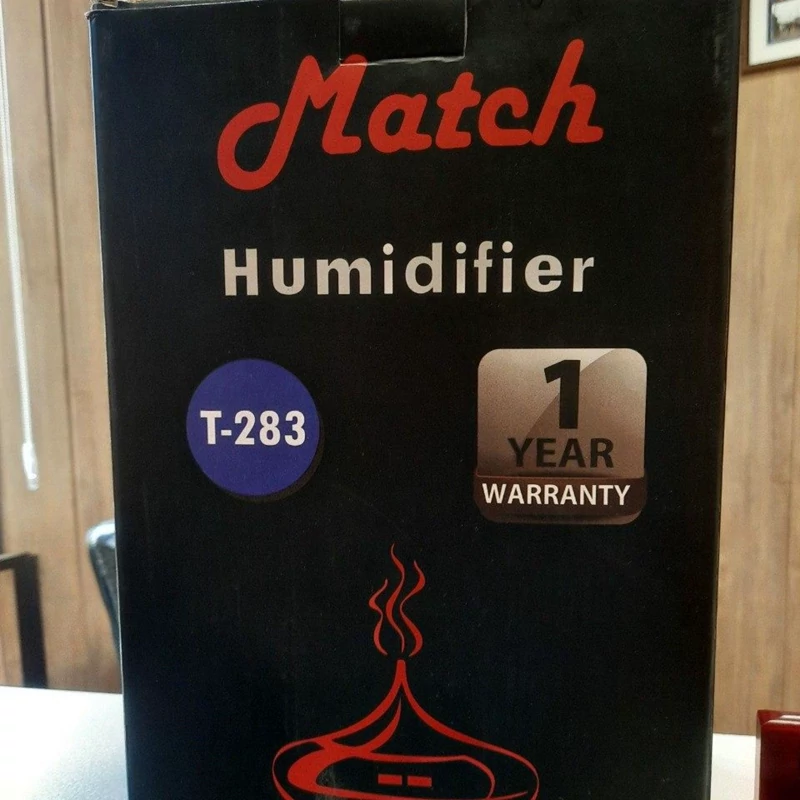 Match
Humidifier
T-283
1
YEAR
WARRANTY